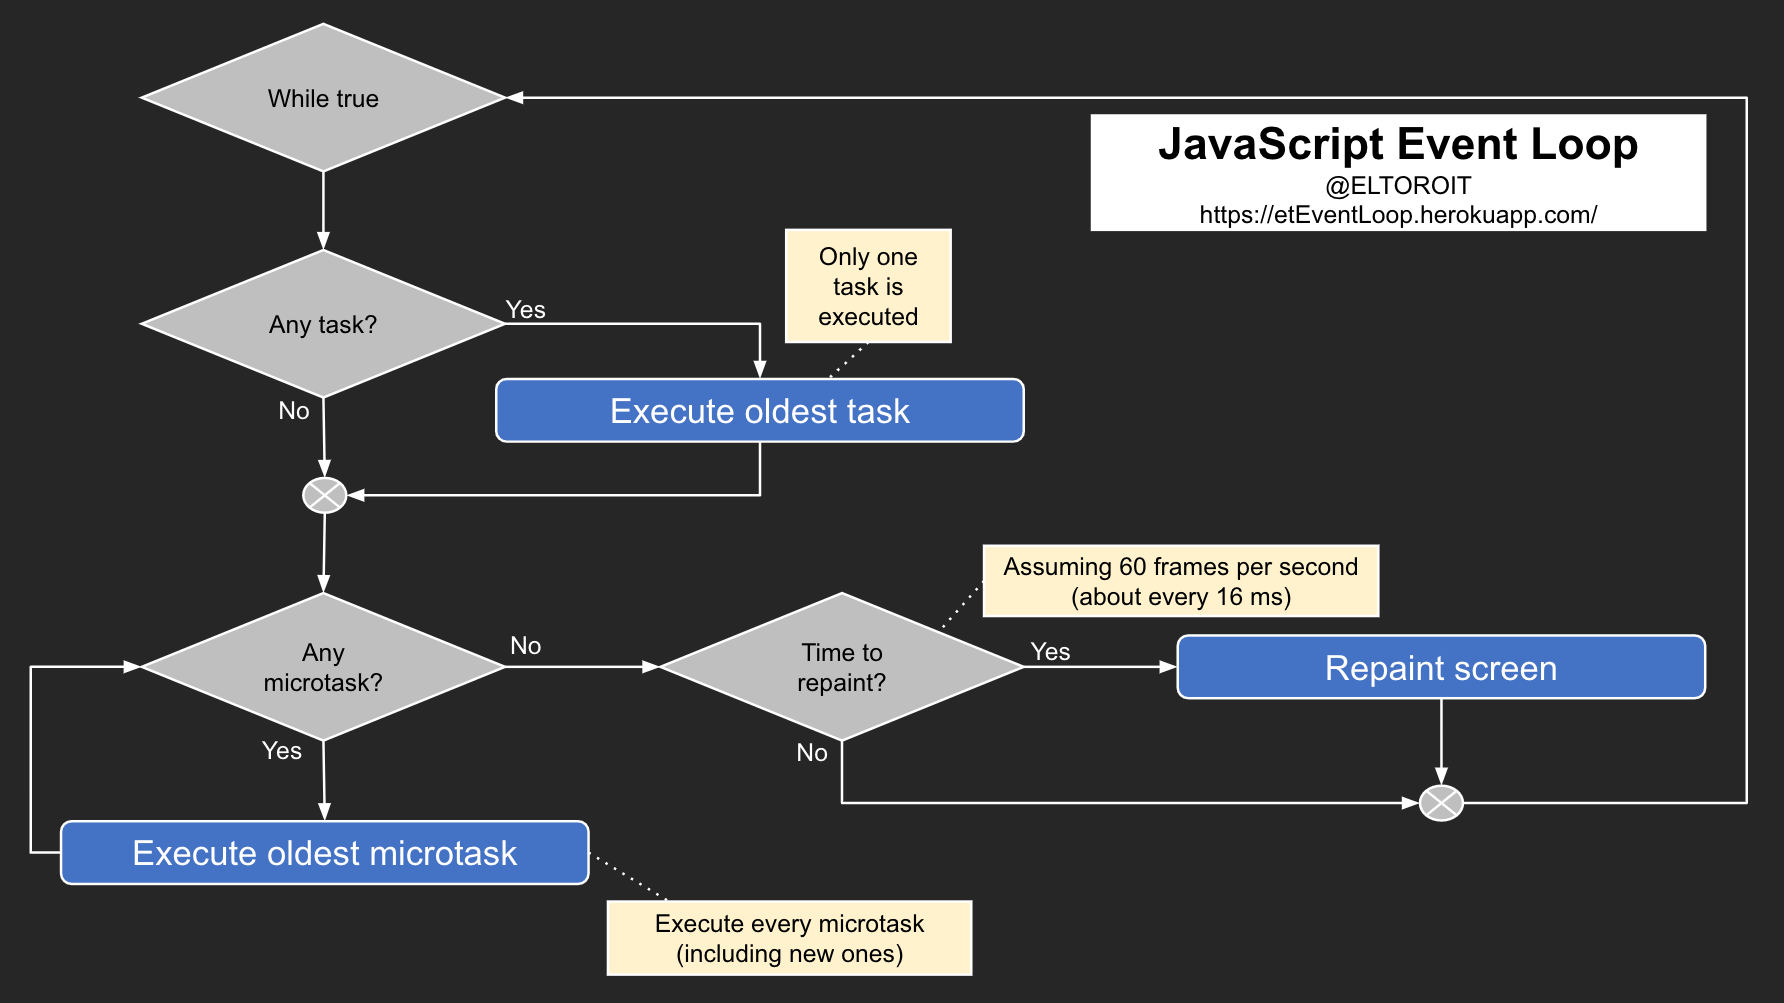 While true
JavaScript Event Loop
@ELTOROIT
https://etEventLoop.herokuapp.com/
Only one
task is
executed
Any task?
Yes
No
Execute oldest task
Assuming 60 frames per second
(about every 16 ms)
Any
microtask?
No
Yes
Time to
repaint?
Yes
No
Repaint screen
Execute oldest microtask
Execute every microtask
(including new ones)